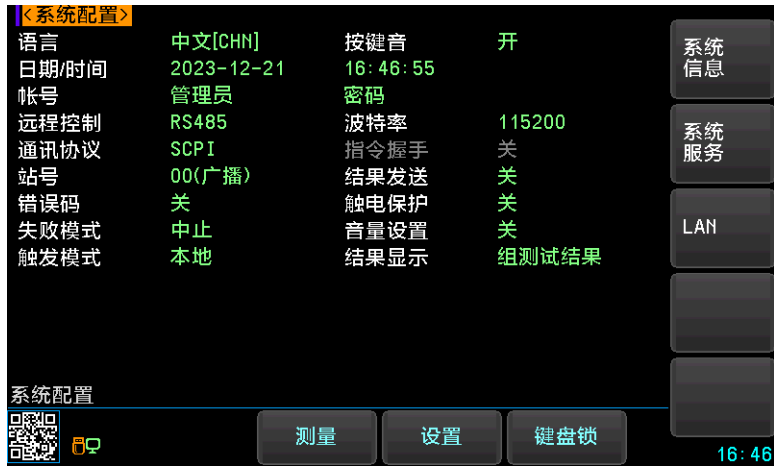 <系统配置>
语言 中文[CHN] 按键音 开
日期/时间 2023-12-21 16:46:55
帐号 管理员 密码
远程控制 RS485 波特率 115200
通讯协议 SCPI 指令握手 关
站号 00(广播) 结果发送 关
错误码 关 触电保护 关
失败模式 中止 音量设置 关
触发模式 本地 结果显示 组测试结果
系统
信息
系统
服务
LAN
系统配置
测量 设置 键盘锁
16:46